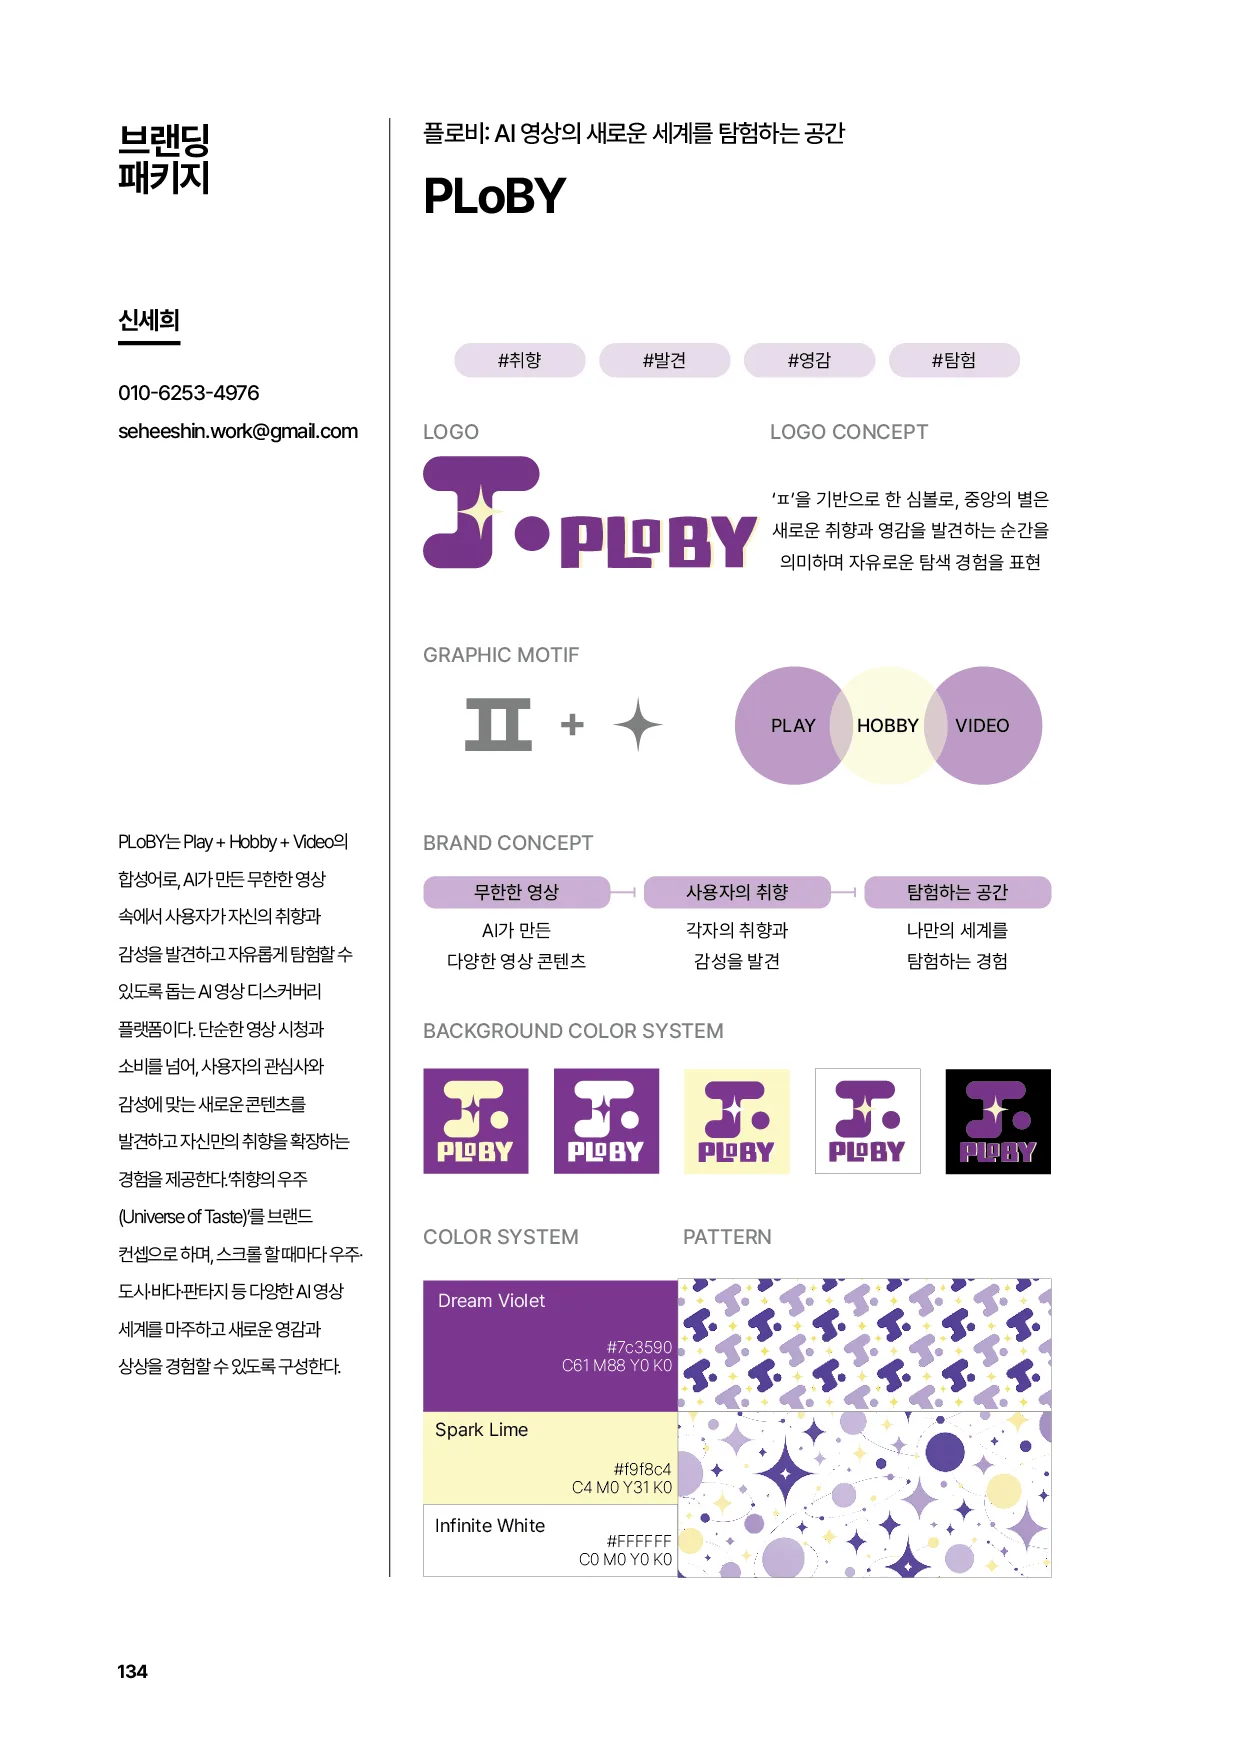 브랜딩
패키지
신세희
010-6253-4976
seheeshin.work@gmail.com
PLoBY는 Play + Hobby + Video의
합성어로, AI가 만든 무한한 영상
속에서 사용자가 자신의 취향과
감성을 발견하고 자유롭게 탐험할 수
있도록 돕는 AI 영상 디스커버리
플랫폼이다. 단순한 영상 시청과
소비를 넘어, 사용자의 관심사와
감성에 맞는 새로운 콘텐츠를
발견하고 자신만의 취향을 확장하는
경험을 제공한다.‘취향의 우주
(Universe of Taste)’를 브랜드
컨셉으로 하며, 스크롤 할 때마다 우주·
도시·바다·판타지 등 다양한 AI 영상
세계를 마주하고 새로운 영감과
상상을 경험할 수 있도록 구성한다.
134
플로비: AI 영상의 새로운 세계를 탐험하는 공간
PLoBY
#취향 #발견 #영감 #탐험
LOGO
PLoBY
LOGO CONCEPT
‘ㅍ’을 기반으로 한 심볼로, 중앙의 별은
새로운 취향과 영감을 발견하는 순간을
의미하며 자유로운 탐색 경험을 표현
GRAPHIC MOTIF
ㅍ +
PLAY HOBBY VIDEO
BRAND CONCEPT
무한한 영상 사용자의 취향 탐험하는 공간
AI가 만든 각자의 취향과 나만의 세계를
다양한 영상 콘텐츠 감성을 발견 탐험하는 경험
BACKGROUND COLOR SYSTEM
PLoBY PLoBY PLoBY PLoBY PLoBY
COLOR SYSTEM
Dream Violet
#7c3590
C61 M88 Y0 K0
Spark Lime
#f9f8c4
C4 M0 Y31 K0
Infinite White
#FFFFFF
C0 M0 Y0 K0
PATTERN